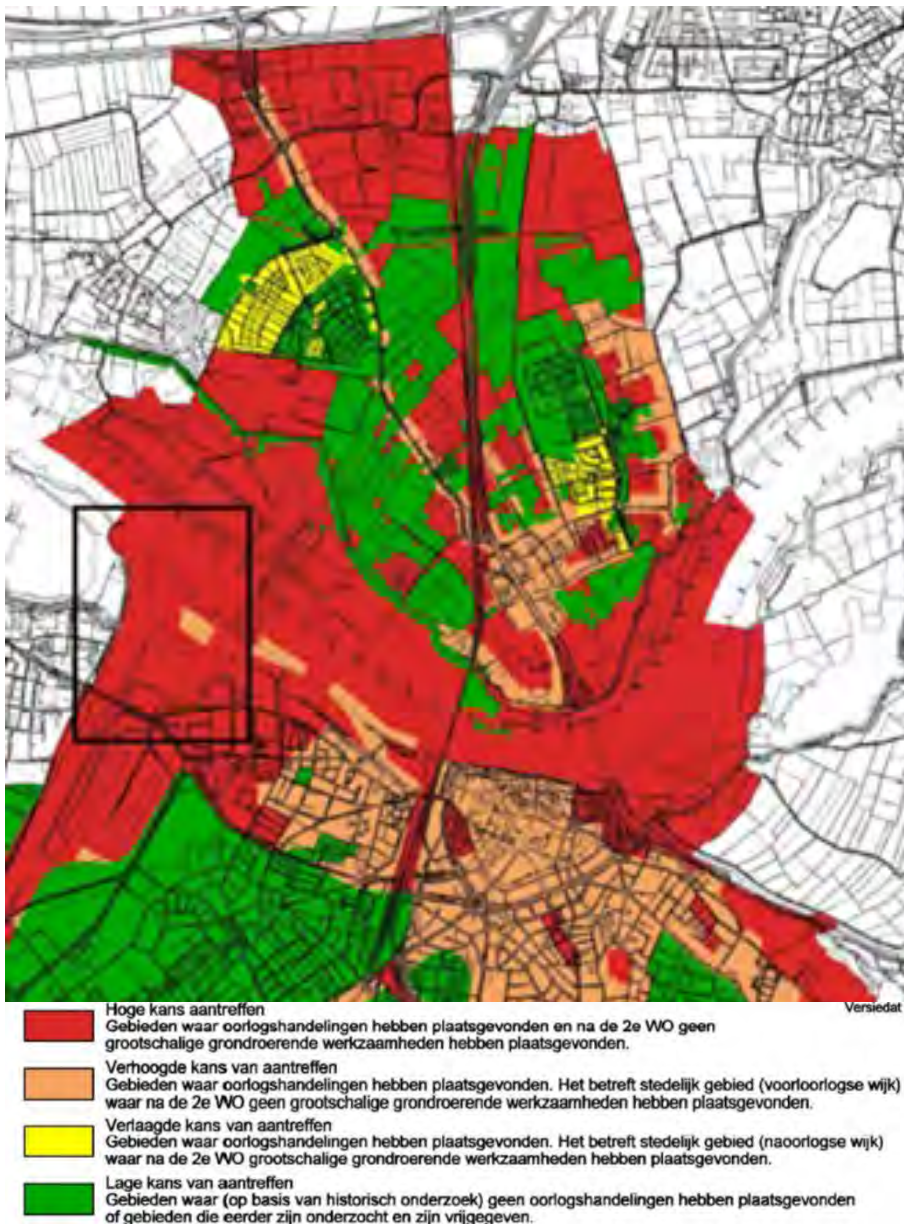 Hoge kans aantreffen
Versiedat
Gebieden waar oorlogshandelingen hebben plaatsgevonden en na de 2e WO geen
grootschalige grondroerende werkzaamheden hebben plaatsgevonden.
Verhoogde kans van aantreffen
Gebieden waar oorlogshandelingen hebben plaatsgevonden. Het betreft stedelijk gebied (voorloorlogse wijk)
waar na de 2e WO geen grootschalige grondroerende werkzaamheden hebben plaatsgevonden.
Verlaagde kans van aantreffen
Gebieden waar oorlogshandelingen hebben plaatsgevonden. Het betreft stedelijk gebied (naoorlogse wijk)
waar na de 2e WO grootschalige grondroerende werkzaamheden hebben plaatsgevonden.
Lage kans van aantreffen
Gebieden waar (op basis van historisch onderzoek) geen oorlogshandelingen hebben plaatsgevonden
of gebieden die eerder zijn onderzocht en zijn vrijgegeven.